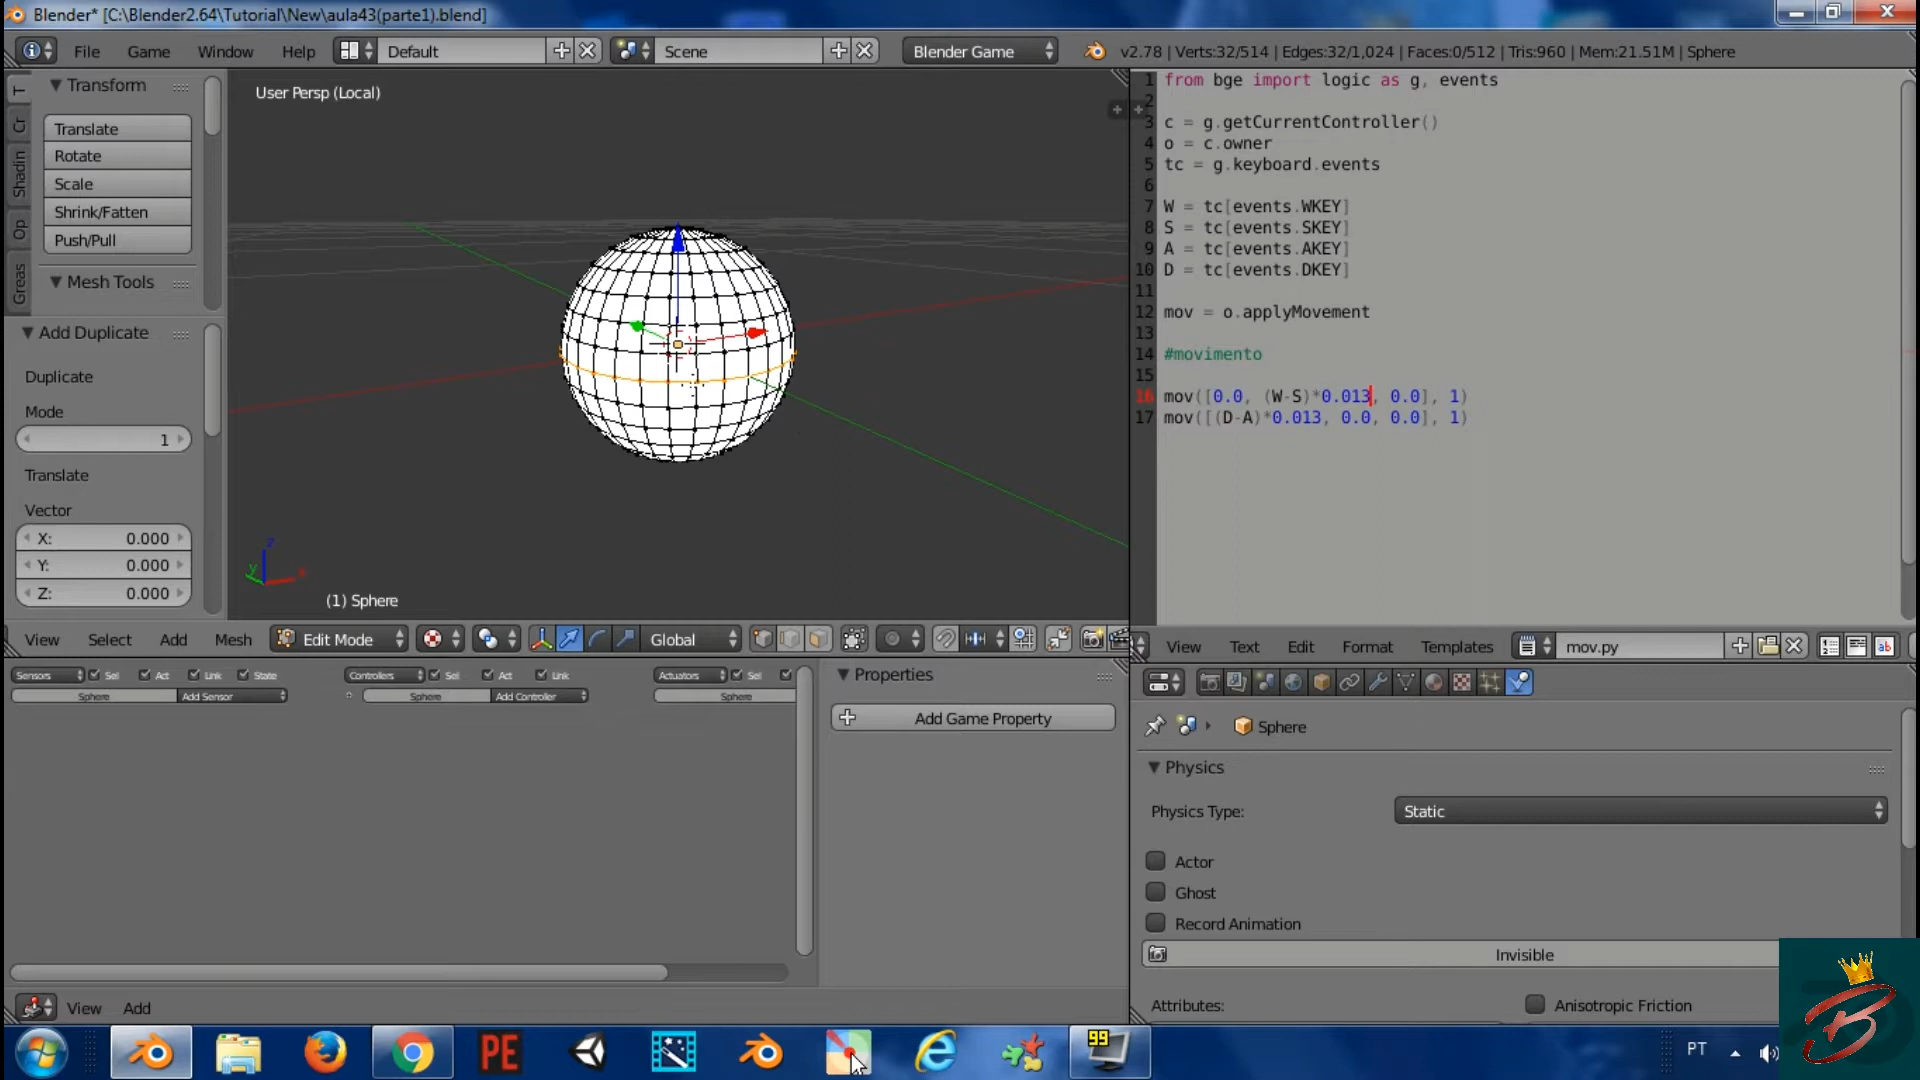 Blender* [C:\Blender2.64\Tutorial\New\aula43(parte1).blend]
File Game Window Help Default Scene Blender Game v2.78 | Verts:32/514 | Edges:32/1,024 | Faces:0/512 | Tris:960 | Mem:21.51M | Sphere
T
Cr
Shadin
Op
Greas
Transform
Translate
Rotate
Scale
Shrink/Fatten
Push/Pull
Mesh Tools
Add Duplicate
Duplicate
Mode
1
Translate
Vector
X: 0.000
Y: 0.000
Z: 0.000
User Persp (Local)
z
y
x
(1) Sphere
View Select Add Mesh Edit Mode Global
1 from bge import logic as g, events
2
3 c = g.getCurrentController()
4 o = c.owner
5 tc = g.keyboard.events
6
7 W = tc[events.WKEY]
8 S = tc[events.SKEY]
9 A = tc[events.AKEY]
10 D = tc[events.DKEY]
11
12 mov = o.applyMovement
13
14 #movimento
15
16 mov([0.0, (W-S)*0.013, 0.0], 1)
17 mov([(D-A)*0.013, 0.0, 0.0], 1)
View Text Edit Format Templates mov.py ab
Sensors Sel Act Link State Controllers Sel Act Link Actuators Sel
Sphere Add Sensor Sphere Add Controller Sphere
Properties
Add Game Property
View Add
Sphere
Physics
Physics Type: Static
Actor
Ghost
Record Animation
Invisible
Attributes: Anisotropic Friction
PE 99 PT
B